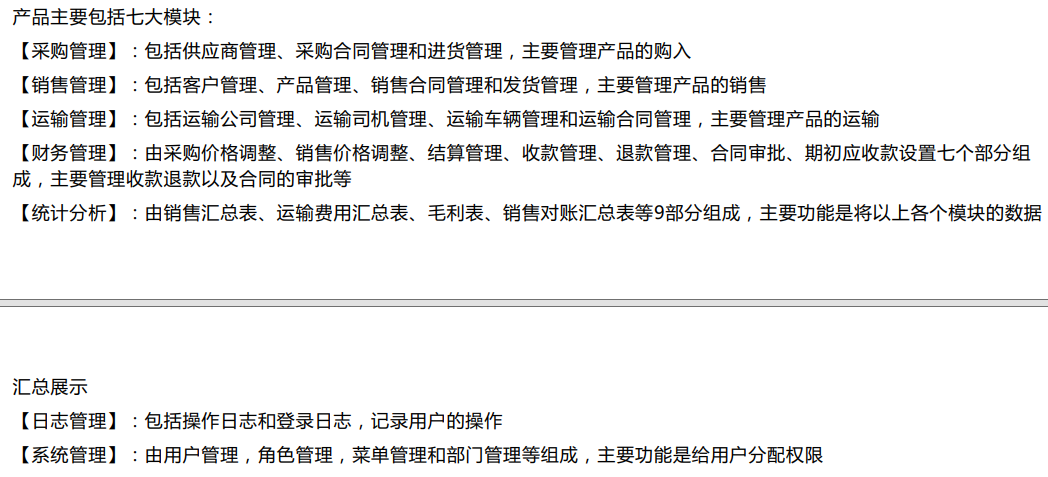 产品主要包括七大模块：
【采购管理】：包括供应商管理、采购合同管理和进货管理，主要管理产品的购入
【销售管理】：包括客户管理、产品管理、销售合同管理和发货管理，主要管理产品的销售
【运输管理】：包括运输公司管理、运输司机管理、运输车辆管理和运输合同管理，主要管理产品的运输
【财务管理】：由采购价格调整、销售价格调整、结算管理、收款管理、退款管理、合同审批、期初应收款设置七个部分组
成，主要管理收款退款以及合同的审批等
【统计分析】：由销售汇总表、运输费用汇总表、毛利表、销售对账汇总表等9部分组成，主要功能是将以上各个模块的数据
汇总展示
【日志管理】：包括操作日志和登录日志，记录用户的操作
【系统管理】：由用户管理，角色管理，菜单管理和部门管理等组成，主要功能是给用户分配权限